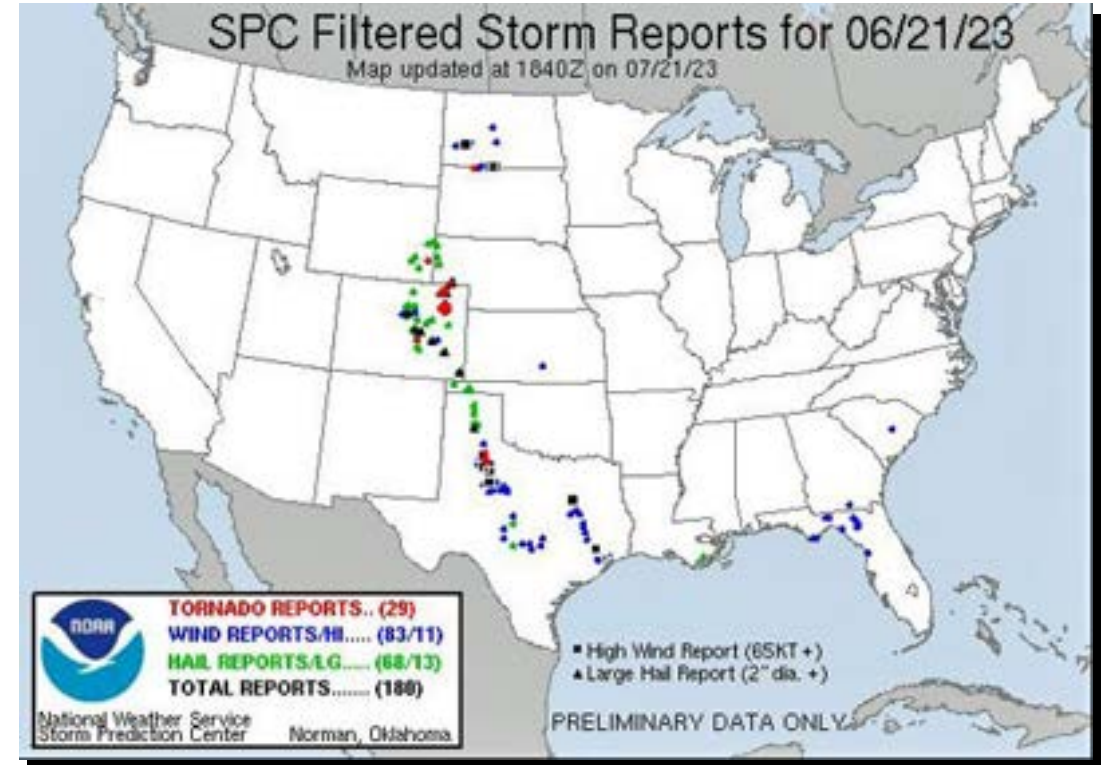 SPC Filtered Storm Reports for 06/21/23
Map updated at 1840Z on 07/21/23
NOAA
TORNADO REPORTS.. (29)
WIND REPORTS/HI..... (83/11)
HAIL REPORTS/LG..... (68/13)
TOTAL REPORTS....... (180)
National Weather Service
Storm Prediction Center Norman, Oklahoma
High Wind Report (65KT +)
Large Hail Report (2" dia. +)
PRELIMINARY DATA ONLY